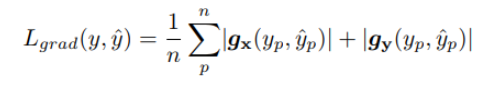 $L_{grad}(y, \hat{y}) = \frac{1}{n} \sum_{p}^{n} |\boldsymbol{g}_{\mathbf{x}}(y_p, \hat{y}_p)| + |\boldsymbol{g}_{\mathbf{y}}(y_p, \hat{y}_p)|$